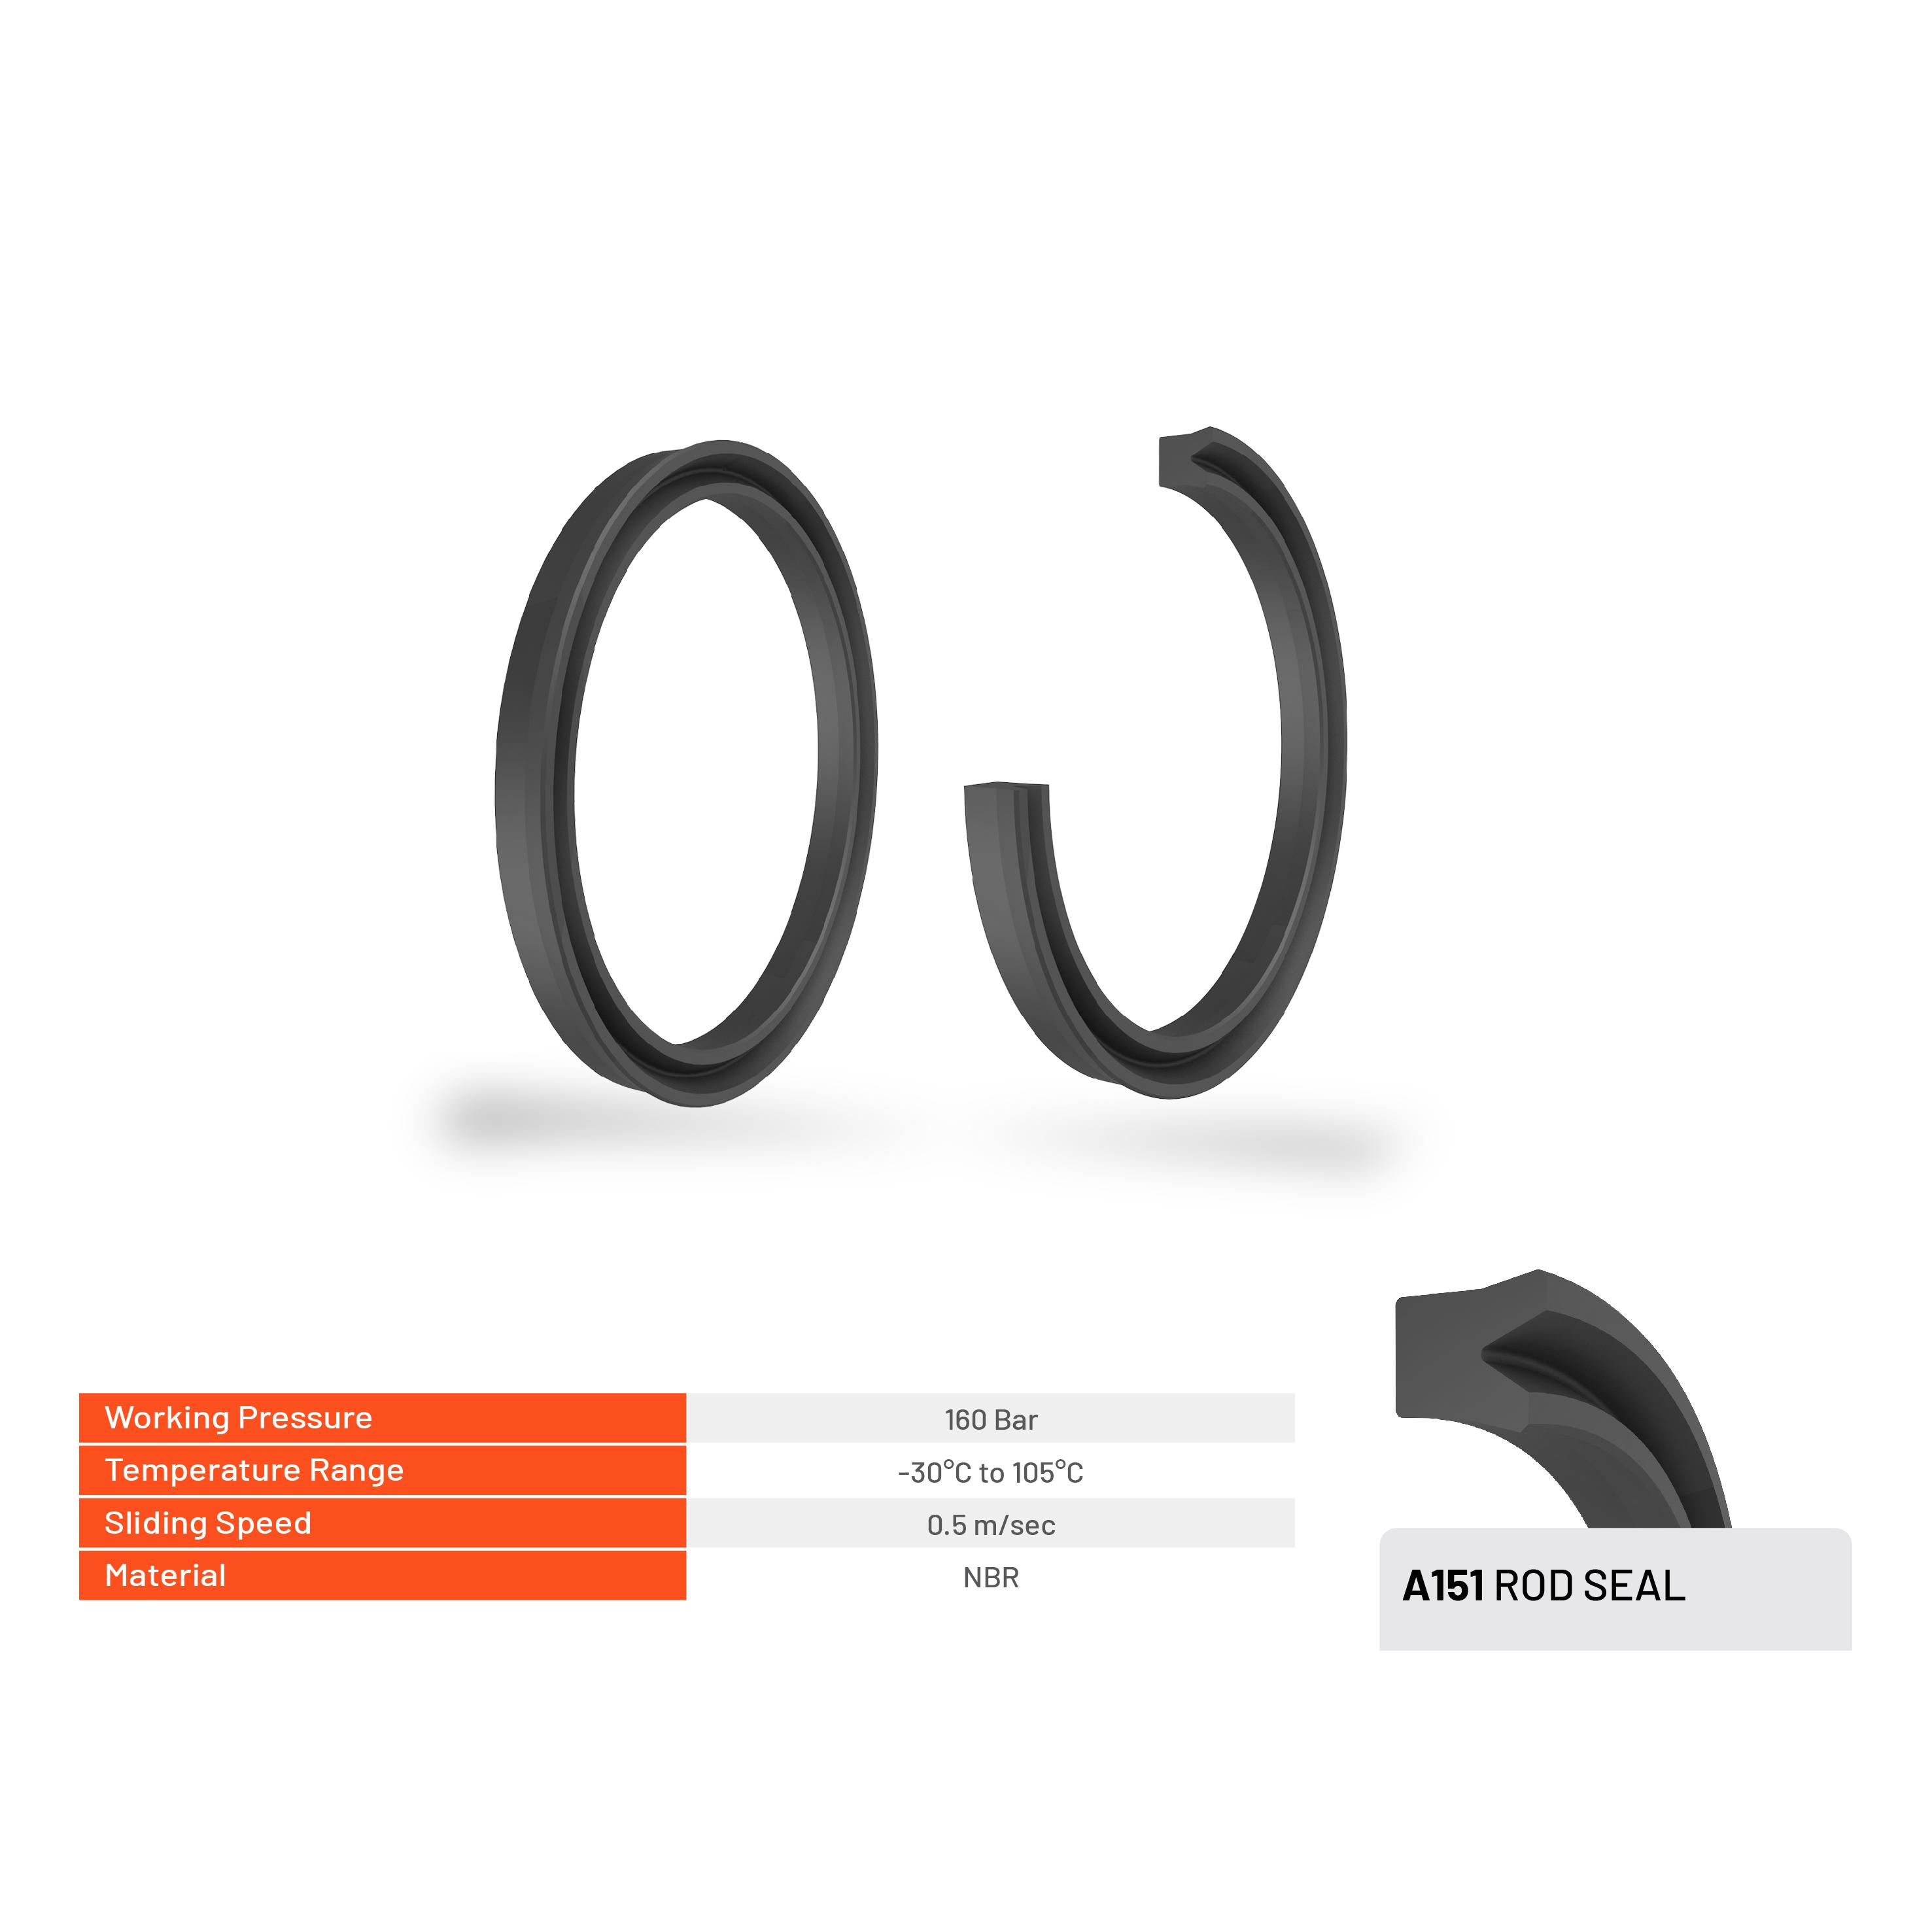 Working Pressure 160 Bar
Temperature Range -30°C to 105°C
Sliding Speed 0.5 m/sec
Material NBR
A151 ROD SEAL